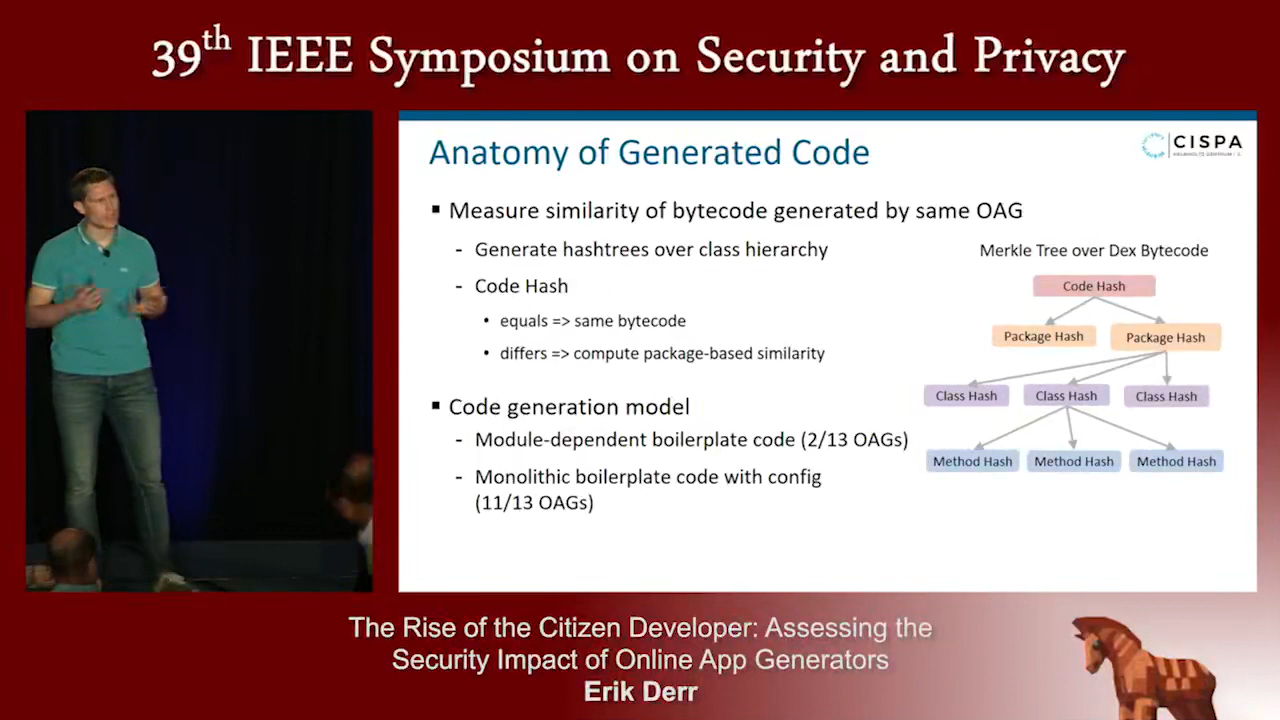 39th IEEE Symposium on Security and Privacy
Anatomy of Generated Code
CISPA
▪ Measure similarity of bytecode generated by same OAG
- Generate hashtrees over class hierarchy
- Code Hash
• equals => same bytecode
• differs => compute package-based similarity
▪ Code generation model
- Module-dependent boilerplate code (2/13 OAGs)
- Monolithic boilerplate code with config
(11/13 OAGs)
Merkle Tree over Dex Bytecode
Code Hash
Package Hash
Package Hash
Class Hash
Class Hash
Class Hash
Method Hash
Method Hash
Method Hash
The Rise of the Citizen Developer: Assessing the
Security Impact of Online App Generators
Erik Derr